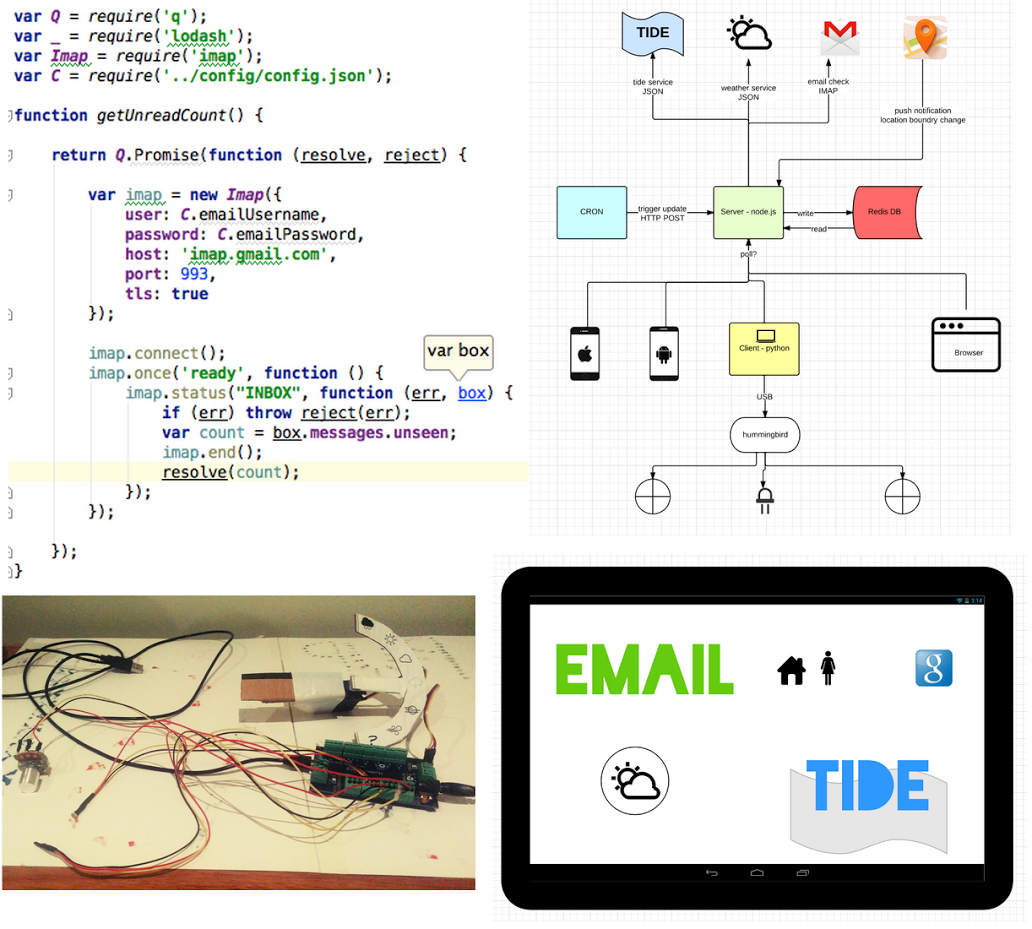 var Q = require('q');
var _ = require('lodash');
var Imap = require('imap');
var C = require('../config/config.json');
function getUnreadCount() {
return Q.Promise(function (resolve, reject) {
var imap = new Imap({
user: C.emailUsername,
password: C.emailPassword,
host: 'imap.gmail.com',
port: 993,
tls: true
});
imap.connect();
var box
imap.once('ready', function () {
imap.status("INBOX", function (err, box) {
if (err) throw reject(err);
var count = box.messages.unseen;
imap.end();
resolve(count);
});
});
});
}
TIDE
tide service
JSON
weather service
JSON
email check
IMAP
push notification
location boundry change
CRON
trigger update
HTTP POST
Server - node.js
write
read
Redis DB
poll?
Client - python
Browser
USB
hummingbird
?
3:14
EMAIL
g
TIDE